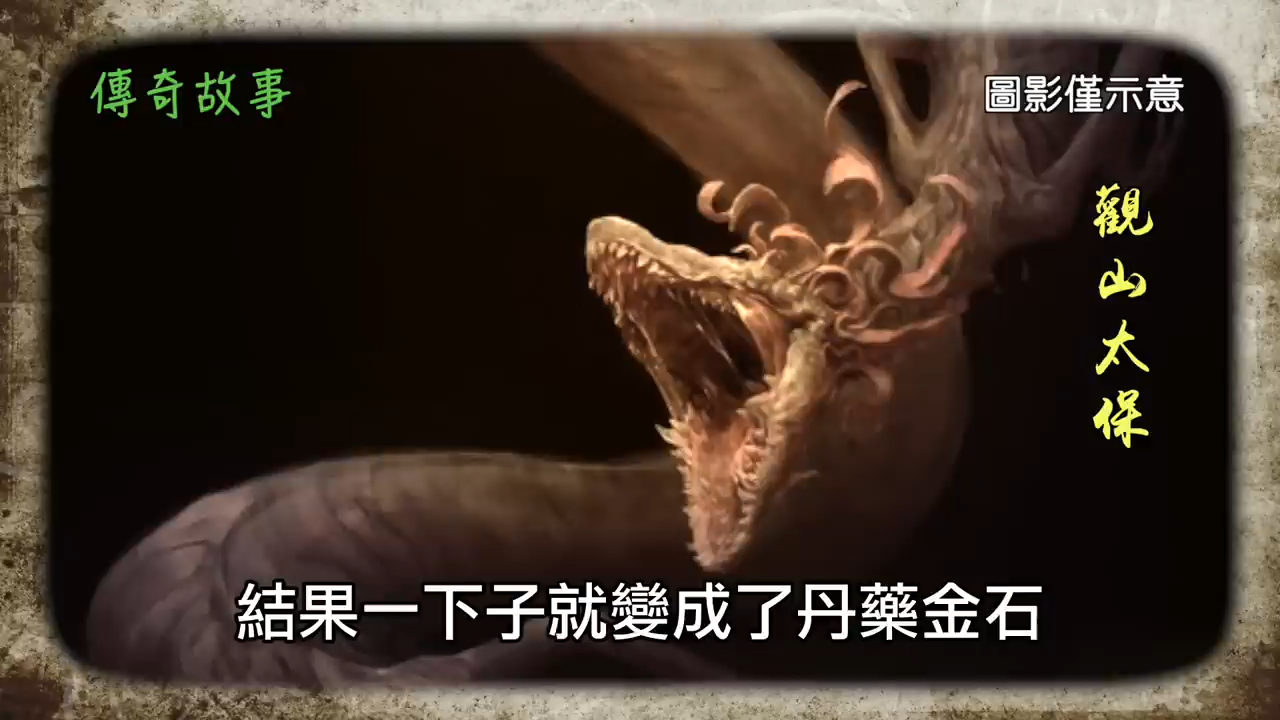 傳奇故事
圖影僅示意
觀山太保
結果一下子就變成了丹藥金石